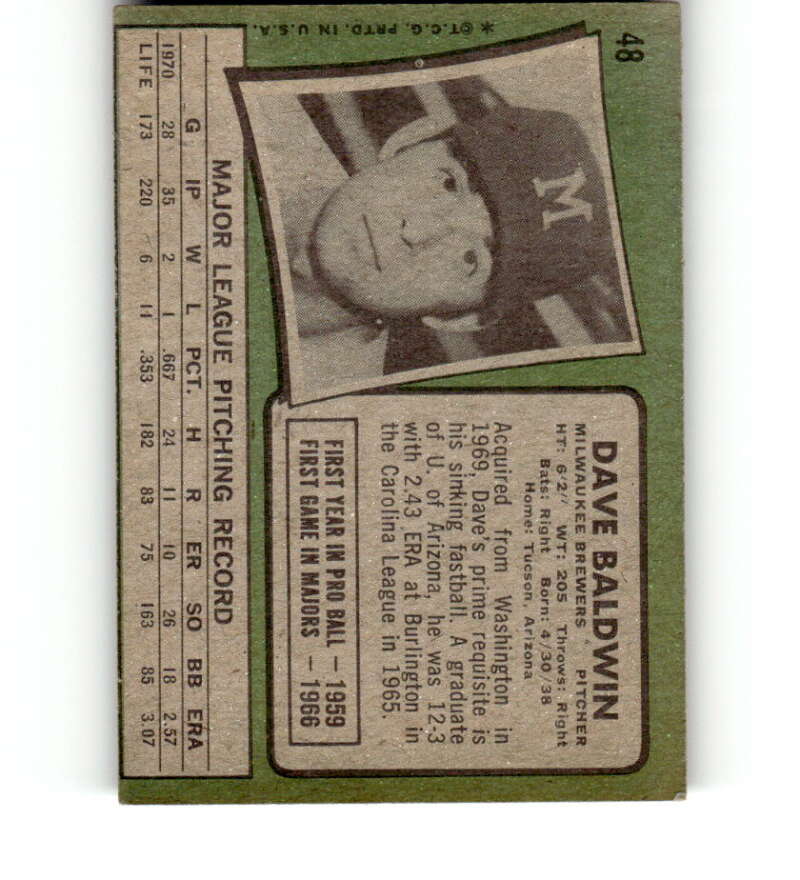 48
* © T.C.G. PRTD. IN U.S.A.
M
DAVE BALDWIN
MILWAUKEE BREWERS PITCHER
HT: 6'2" WT: 205 Throws: Right
Bats: Right Born: 4/30/38
Home: Tucson, Arizona
Acquired from Washington in
1969, Dave's prime requisite is
his sinking fastball. A graduate
of U. of Arizona, he was 12-3
with 2.43 ERA at Burlington in
the Carolina League in 1965.
FIRST YEAR IN PRO BALL — 1959
FIRST GAME IN MAJORS — 1966
MAJOR LEAGUE PITCHING RECORD
G IP W L PCT. H R ER SO BB ERA
1970 28 35 2 1 .667 24 11 10 26 18 2.57
LIFE 173 220 6 11 .353 182 83 75 163 85 3.07